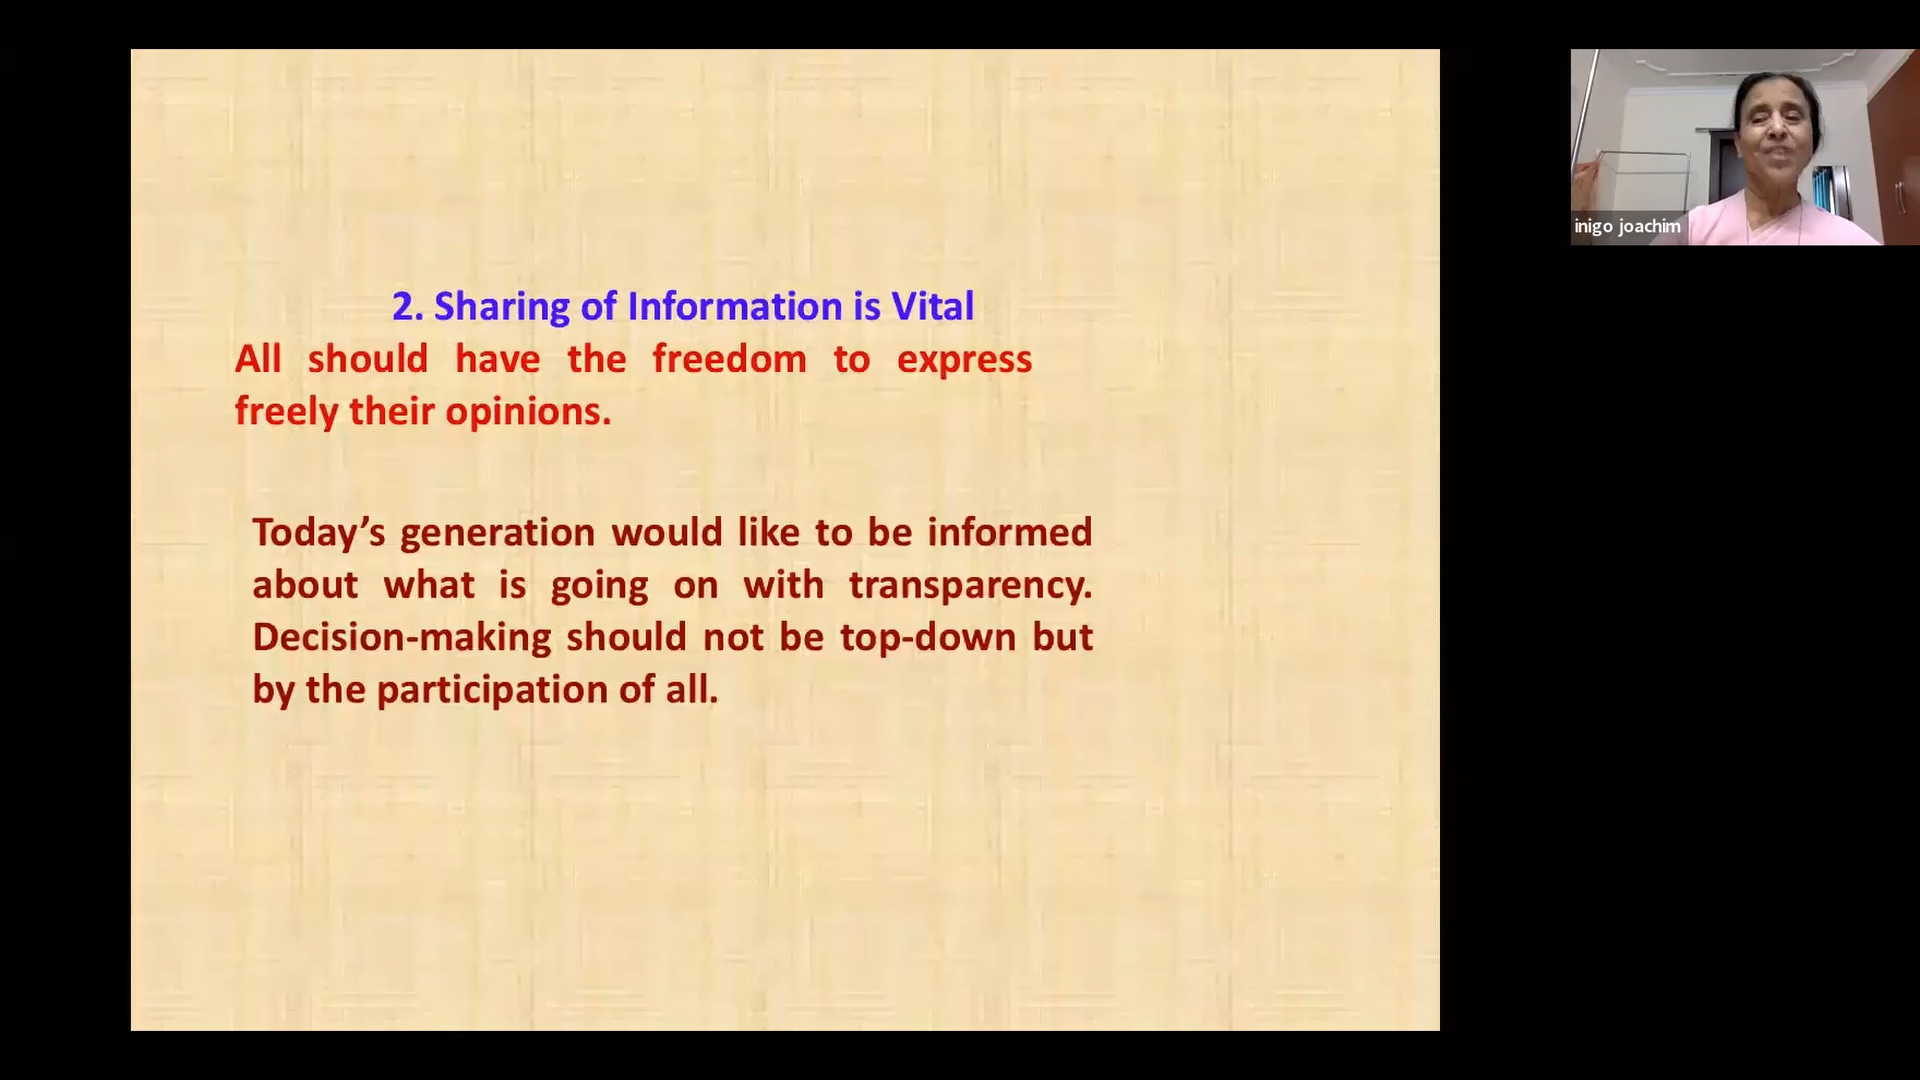 2. Sharing of Information is Vital
All should have the freedom to express
freely their opinions.
Today’s generation would like to be informed
about what is going on with transparency.
Decision-making should not be top-down but
by the participation of all.
inigo joachim